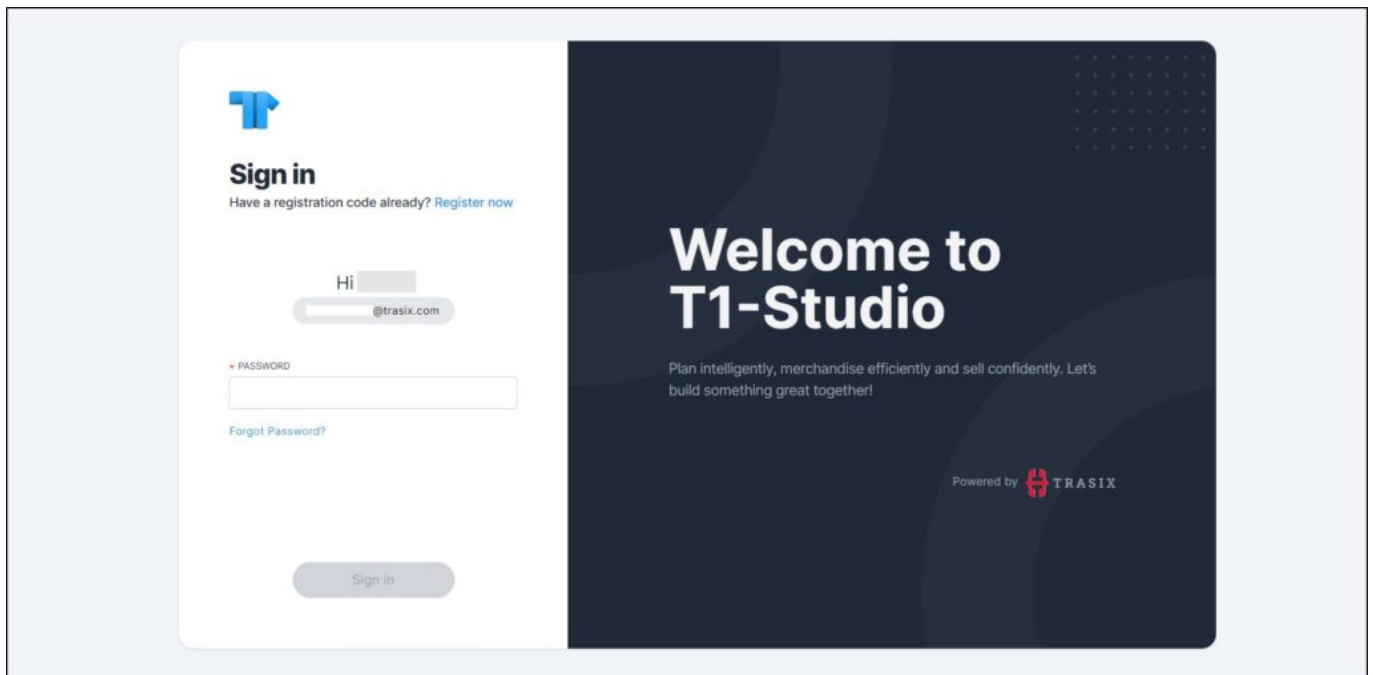 Sign in
Have a registration code already? Register now
Hi
@trasix.com
* PASSWORD
Forgot Password?
Sign in
Welcome to
T1-Studio
Plan intelligently, merchandise efficiently and sell confidently. Let's
build something great together!
Powered by TRASIX